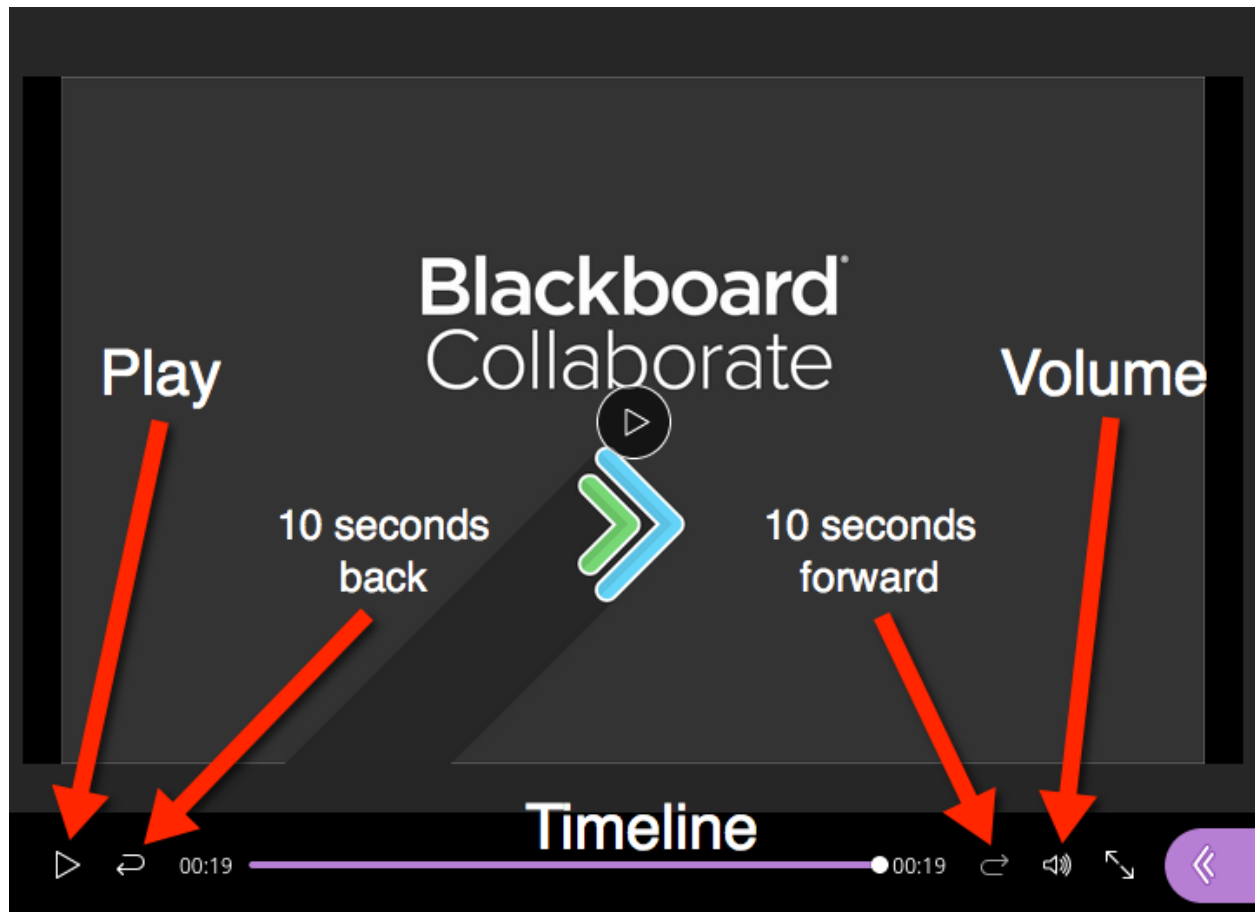 Blackboard®
Collaborate
Play
Volume
10 seconds
back
10 seconds
forward
Timeline
00:19
00:19